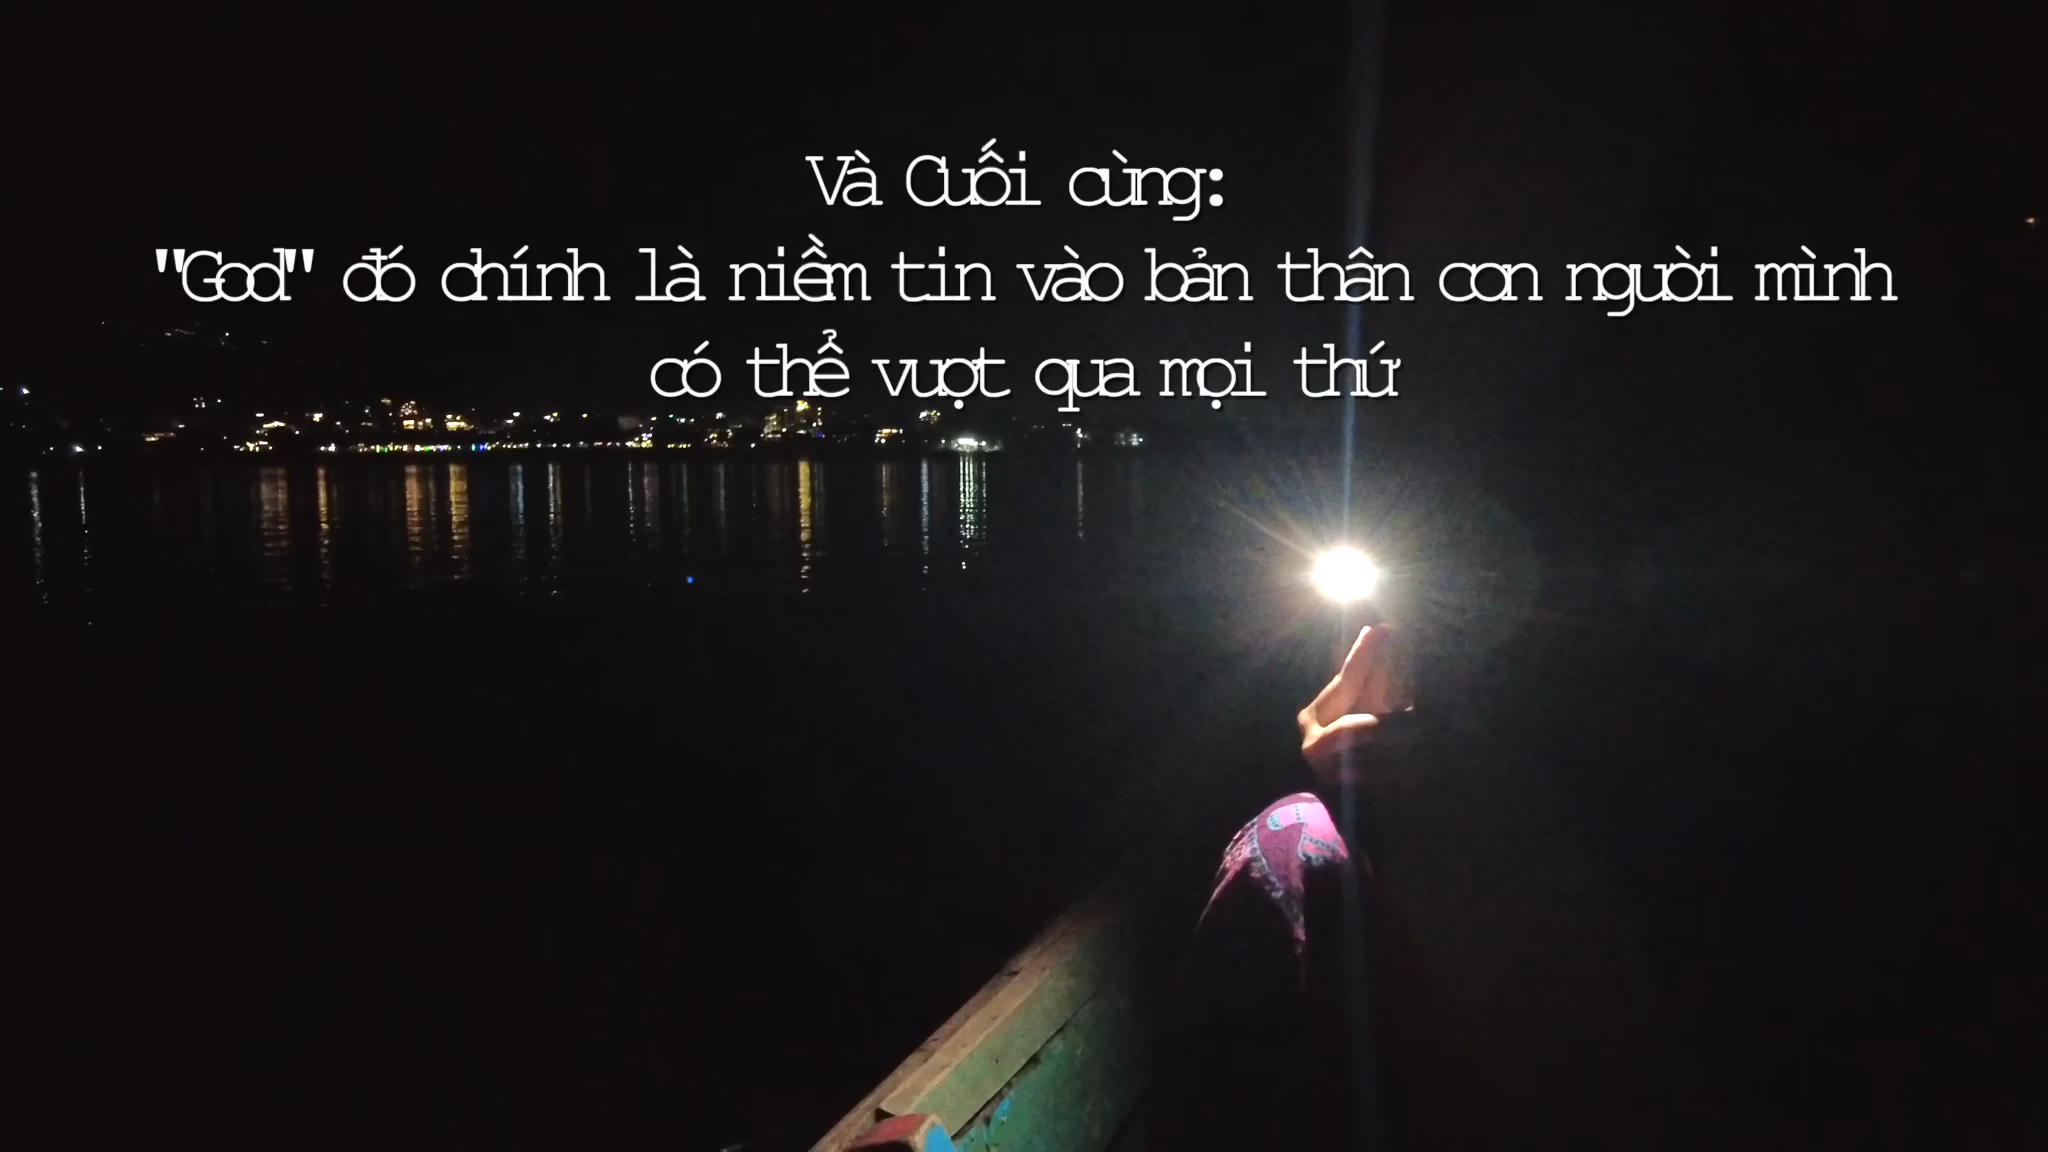 Và Cuối cùng:
"God" đó chính là niềm tin vào bản thân con người mình
có thể vượt qua mọi thứ